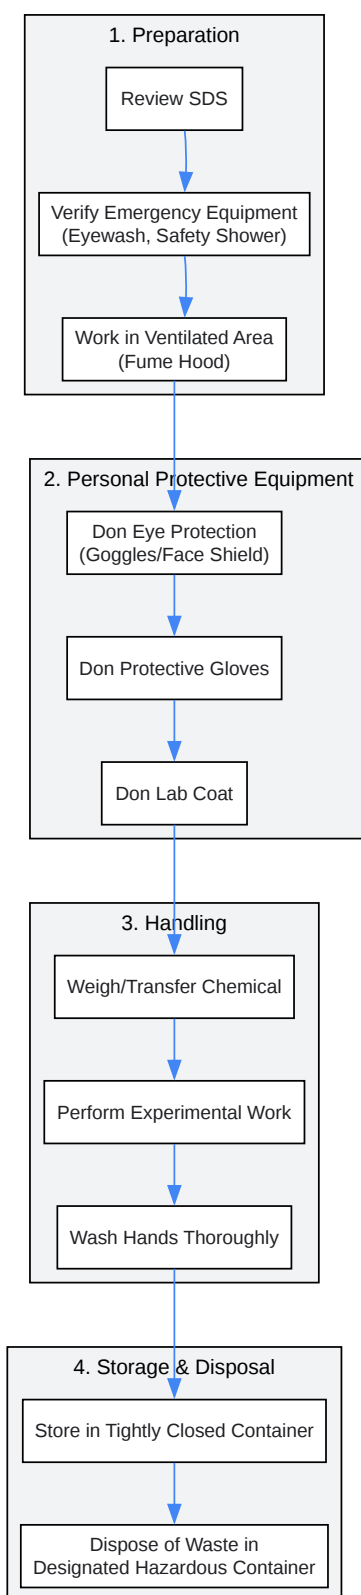 1. Preparation
Review SDS
Verify Emergency Equipment
(Eyewash, Safety Shower)
Work in Ventilated Area
(Fume Hood)
2. Personal Protective Equipment
Don Eye Protection
(Goggles/Face Shield)
Don Protective Gloves
Don Lab Coat
3. Handling
Weigh/Transfer Chemical
Perform Experimental Work
Wash Hands Thoroughly
4. Storage & Disposal
Store in Tightly Closed Container
Dispose of Waste in
Designated Hazardous Container